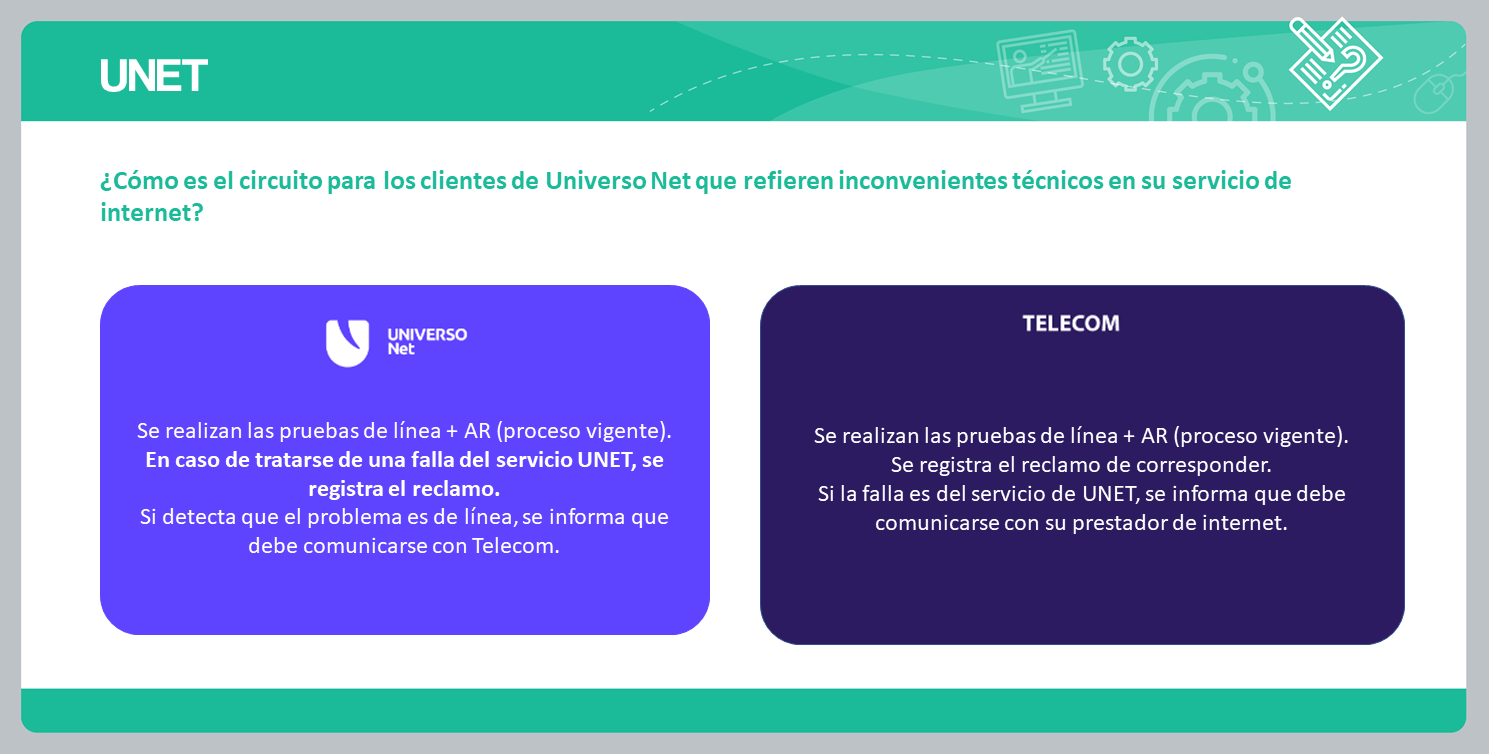 UNET
¿Cómo es el circuito para los clientes de Universo Net que refieren inconvenientes técnicos en su servicio de
internet?
UNIVERSO
Net
Se realizan las pruebas de línea + AR (proceso vigente).
En caso de tratarse de una falla del servicio UNET, se
registra el reclamo.
Si detecta que el problema es de línea, se informa que
debe comunicarse con Telecom.
TELECOM
Se realizan las pruebas de línea + AR (proceso vigente).
Se registra el reclamo de corresponder.
Si la falla es del servicio de UNET, se informa que debe
comunicarse con su prestador de internet.